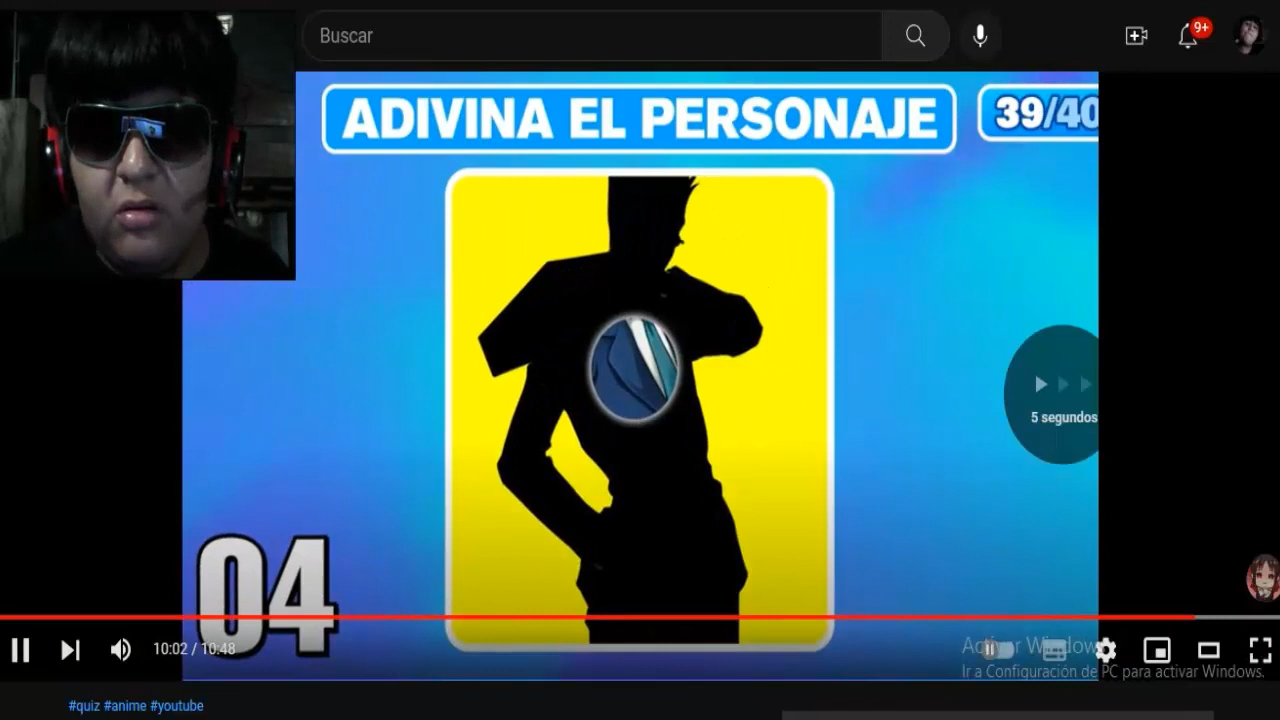 Buscar
9+
ADIVINA EL PERSONAJE
39/40
5 segundos
04
10:02 / 10:48
Activar Windows
Ir a Configuración de PC para activar Windows.
#quiz #anime #youtube